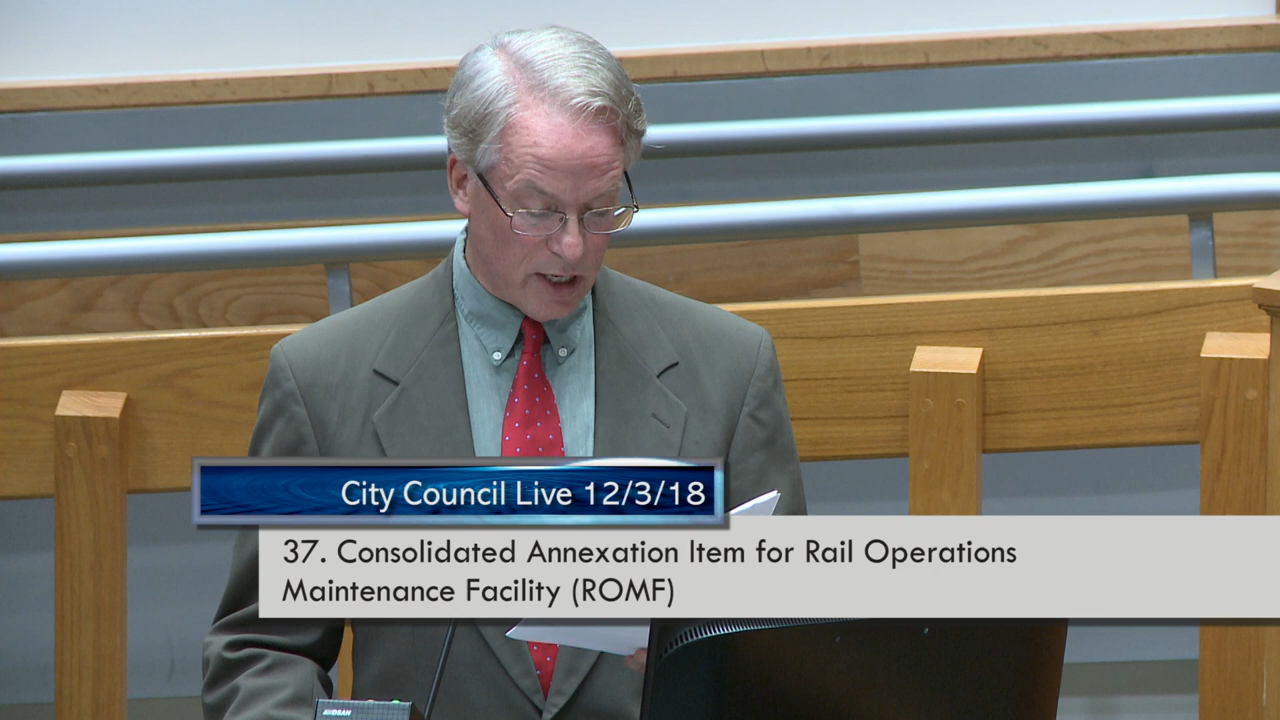 City Council Live 12/3/18
37. Consolidated Annexation Item for Rail Operations
Maintenance Facility (ROMF)